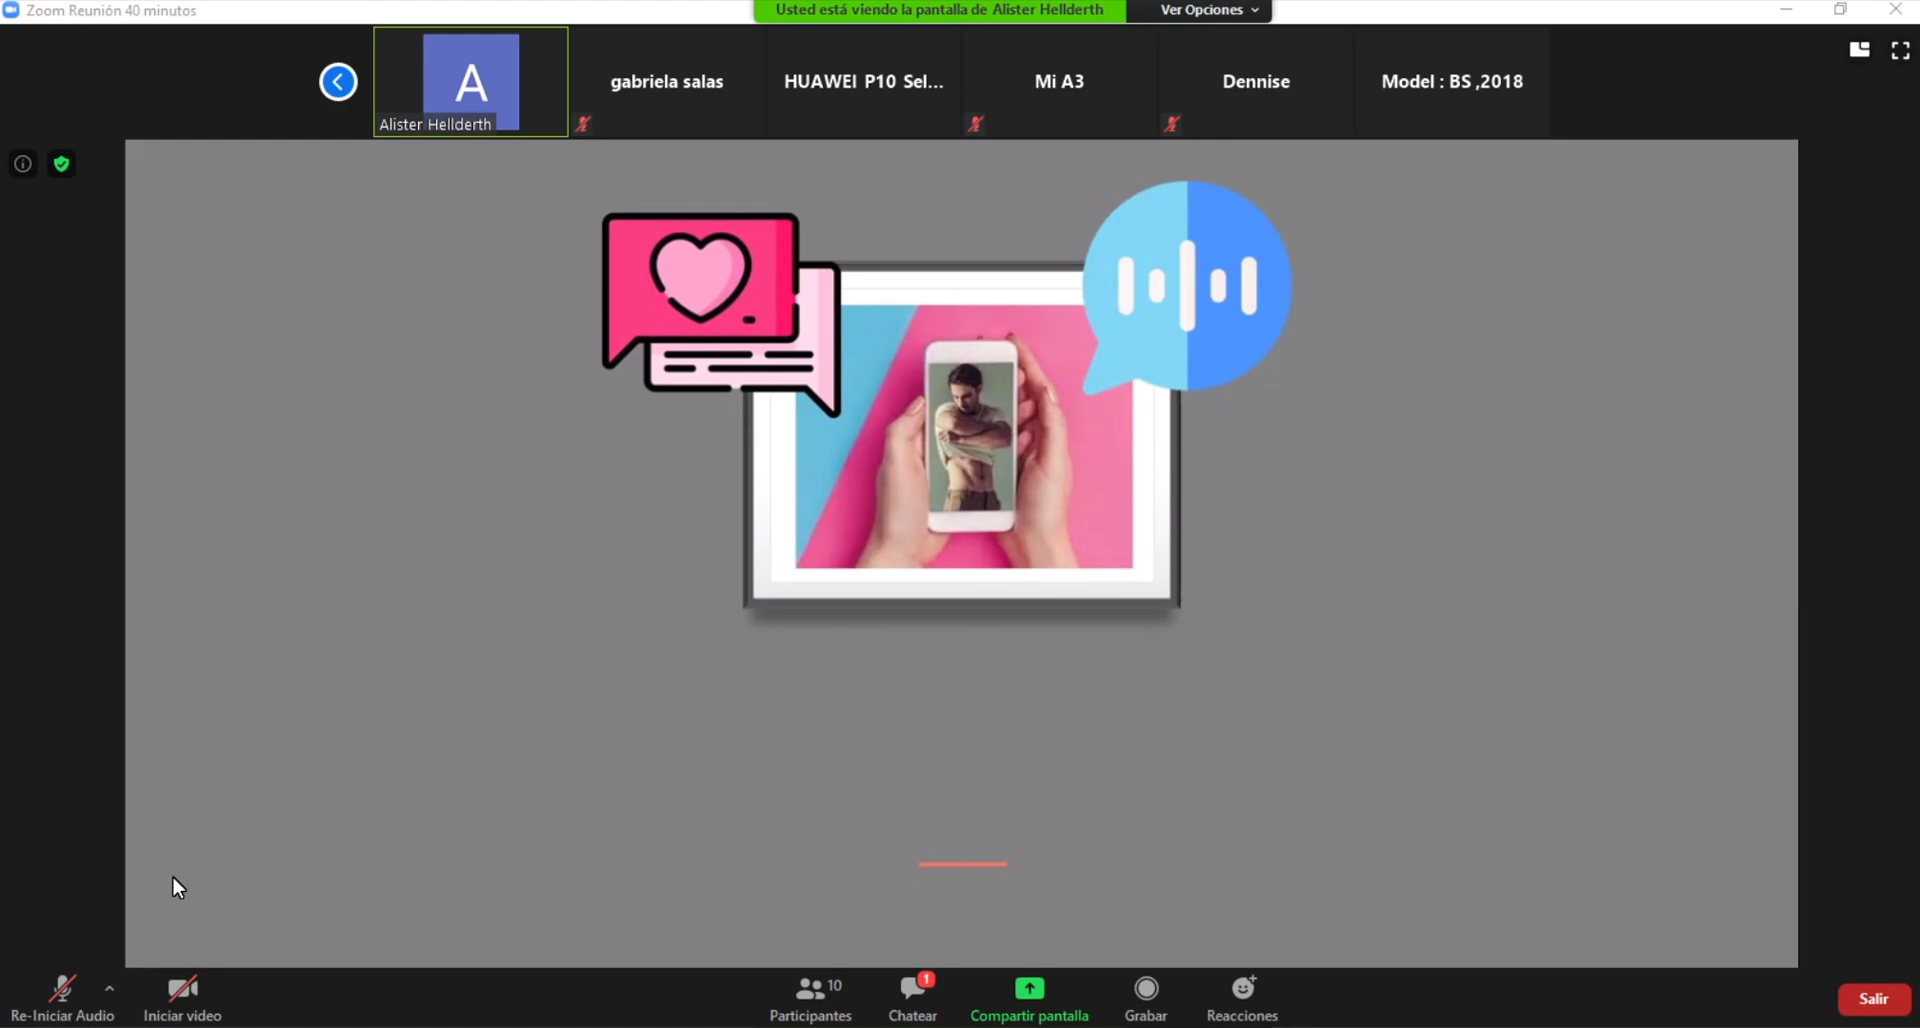 Zoom Reunión 40 minutos
Usted está viendo la pantalla de Alister Hellderth
Ver Opciones
A
Alister Hellderth
gabriela salas
HUAWEI P10 Sel...
Mi A3
Dennise
Model : BS ,2018
Re-Iniciar Audio
Iniciar video
10
Participantes
1
Chatear
Compartir pantalla
Grabar
Reacciones
Salir